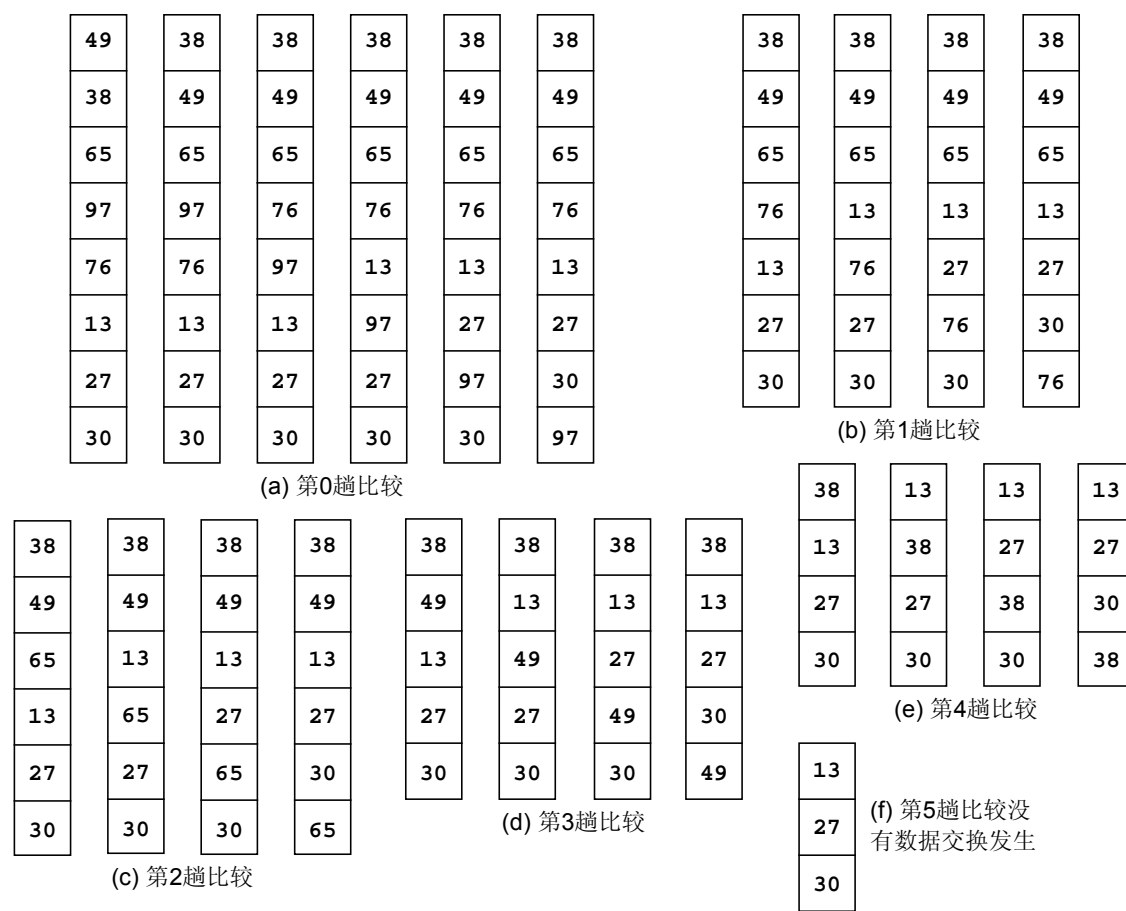 49 38 38 38 38 38
38 49 49 49 49 49
65 65 65 65 65 65
97 97 76 76 76 76
76 76 97 13 13 13
13 13 13 97 27 27
27 27 27 27 97 30
30 30 30 30 30 97
(a) 第0趟比较
38 38 38 38
49 49 49 49
65 65 65 65
76 13 13 13
13 76 27 27
27 27 76 30
30 30 30 76
(b) 第1趟比较
38 38 38 38
49 49 49 49
65 13 13 13
13 65 27 27
27 27 65 30
30 30 30 65
(c) 第2趟比较
38 38 38 38
49 13 13 13
13 49 27 27
27 27 49 30
30 30 30 49
(d) 第3趟比较
38 13 13 13
13 38 27 27
27 27 38 30
30 30 30 38
(e) 第4趟比较
13
27
30
(f) 第5趟比较没
有数据交换发生